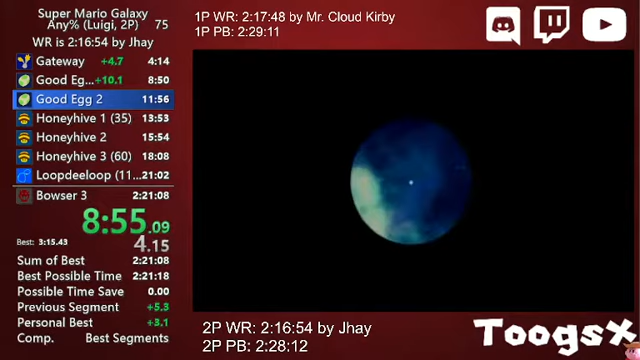 Super Mario Galaxy
Any% (Luigi, 2P) 75
WR is 2:16:54 by Jhay
Gateway +4.7 4:14
Good Eg... +10.1 8:50
Good Egg 2 11:56
Honeyhive 1 (35) 13:53
Honeyhive 2 15:54
Honeyhive 3 (60) 18:08
Loopdeeloop (11... 21:02
Bowser 3 2:21:08
8:55.09
Best: 3:15.43 4.15
Sum of Best 2:21:08
Best Possible Time 2:21:18
Possible Time Save 0.00
Previous Segment +5.3
Personal Best +3.1
Comp. Best Segments
1P WR: 2:17:48 by Mr. Cloud Kirby
1P PB: 2:29:11
2P WR: 2:16:54 by Jhay
2P PB: 2:28:12
ToogsX